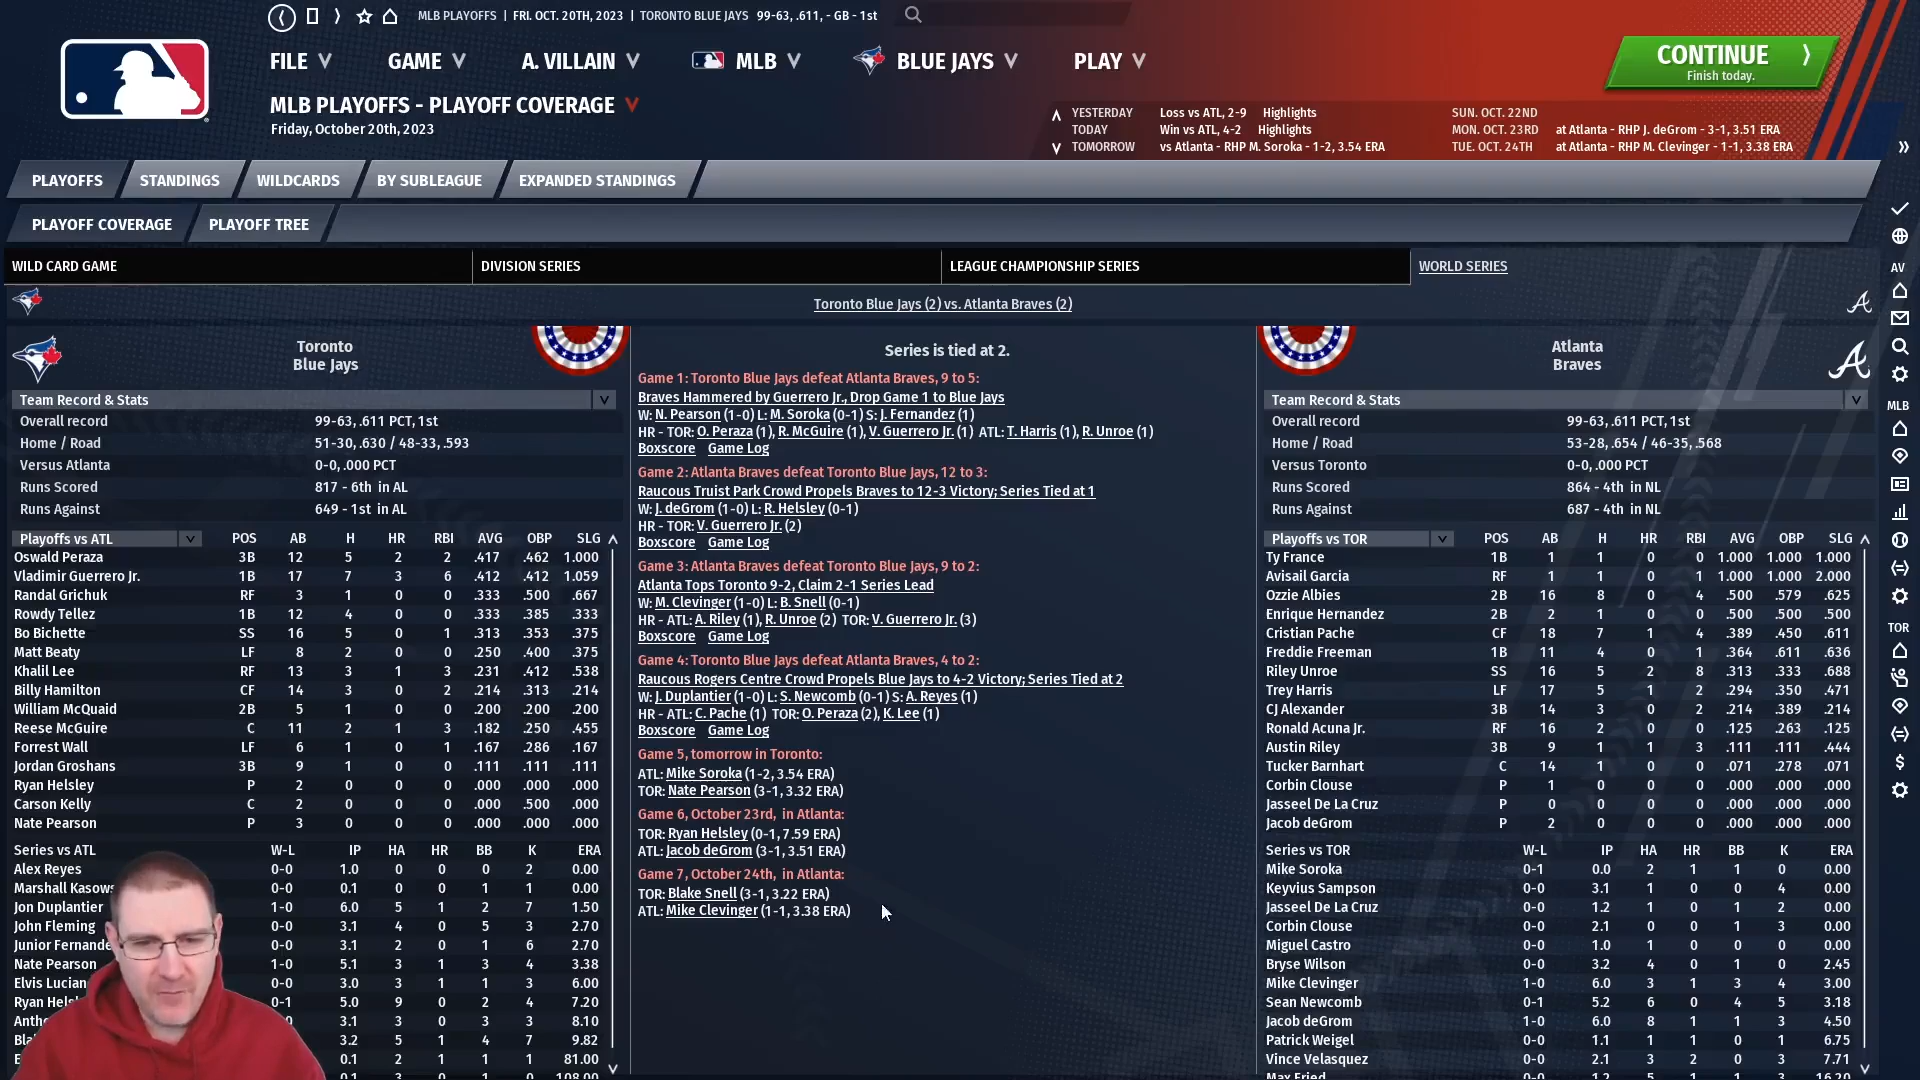 MLB PLAYOFFS | FRI. OCT. 20TH, 2023 | TORONTO BLUE JAYS 99-63, .611, - GB - 1st
FILE GAME A. VILLAIN MLB BLUE JAYS PLAY
CONTINUE
Finish today.
MLB PLAYOFFS - PLAYOFF COVERAGE
Friday, October 20th, 2023
YESTERDAY Loss vs ATL, 2-9 Highlights SUN. OCT. 22ND
TODAY Win vs ATL, 4-2 Highlights MON. OCT. 23RD at Atlanta - RHP J. deGrom - 3-1, 3.51 ERA
TOMORROW vs Atlanta - RHP M. Soroka - 1-2, 3.54 ERA TUE. OCT. 24TH at Atlanta - RHP M. Clevinger - 1-1, 3.38 ERA
PLAYOFFS STANDINGS WILDCARDS BY SUBLEAGUE EXPANDED STANDINGS
PLAYOFF COVERAGE PLAYOFF TREE
WILD CARD GAME DIVISION SERIES LEAGUE CHAMPIONSHIP SERIES WORLD SERIES
Toronto Blue Jays (2) vs. Atlanta Braves (2)
Toronto
Blue Jays
Team Record & Stats
Overall record 99-63, .611 PCT, 1st
Home / Road 51-30, .630 / 48-33, .593
Versus Atlanta 0-0, .000 PCT
Runs Scored 817 - 6th in AL
Runs Against 649 - 1st in AL
Playoffs vs ATL POS AB H HR RBI AVG OBP SLG
Oswald Peraza 3B 12 5 2 2 .417 .462 1.000
Vladimir Guerrero Jr. 1B 17 7 3 6 .412 .412 1.059
Randal Grichuk RF 3 1 0 0 .333 .500 .667
Rowdy Tellez 1B 12 4 0 0 .333 .385 .333
Bo Bichette SS 16 5 0 1 .313 .353 .375
Matt Beaty LF 8 2 0 0 .250 .400 .375
Khalil Lee RF 13 3 1 3 .231 .412 .538
Billy Hamilton CF 14 3 0 2 .214 .313 .214
William McQuaid 2B 5 1 0 0 .200 .200 .200
Reese McGuire C 11 2 1 3 .182 .250 .455
Forrest Wall LF 6 1 0 1 .167 .286 .167
Jordan Groshans 3B 9 1 0 0 .111 .111 .111
Ryan Helsley P 2 0 0 0 .000 .000 .000
Carson Kelly C 2 0 0 0 .000 .500 .000
Nate Pearson P 3 0 0 0 .000 .000 .000
Series vs ATL W-L IP HA HR BB K ERA
Alex Reyes 0-0 1.0 0 0 0 2 0.00
Marshall Kasows 0-0 0.1 0 0 1 1 0.00
Jon Duplantier 1-0 6.0 5 1 2 7 1.50
John Fleming 0-0 3.1 4 0 5 3 2.70
Junior Fernande 0-0 3.1 2 0 1 6 2.70
Nate Pearson 1-0 5.1 3 1 3 4 3.38
Elvis Lucian 0-0 3.0 3 1 1 3 6.00
Ryan Hels 0-1 5.0 9 0 2 4 7.20
Antho 3.1 3 0 3 3 8.10
Bla 3.2 5 1 4 7 9.82
E 0.1 2 1 1 1 81.00
0.1 3 0 1 0 108.00
Series is tied at 2.
Game 1: Toronto Blue Jays defeat Atlanta Braves, 9 to 5:
Braves Hammered by Guerrero Jr., Drop Game 1 to Blue Jays
W: N. Pearson (1-0) L: M. Soroka (0-1) S: J. Fernandez (1)
HR - TOR: O. Peraza (1), R. McGuire (1), V. Guerrero Jr. (1) ATL: T. Harris (1), R. Unroe (1)
Boxscore Game Log
Game 2: Atlanta Braves defeat Toronto Blue Jays, 12 to 3:
Raucous Truist Park Crowd Propels Braves to 12-3 Victory; Series Tied at 1
W: J. deGrom (1-0) L: R. Helsley (0-1)
HR - TOR: V. Guerrero Jr. (2)
Boxscore Game Log
Game 3: Atlanta Braves defeat Toronto Blue Jays, 9 to 2:
Atlanta Tops Toronto 9-2, Claim 2-1 Series Lead
W: M. Clevinger (1-0) L: B. Snell (0-1)
HR - ATL: A. Riley (1), R. Unroe (2) TOR: V. Guerrero Jr. (3)
Boxscore Game Log
Game 4: Toronto Blue Jays defeat Atlanta Braves, 4 to 2:
Raucous Rogers Centre Crowd Propels Blue Jays to 4-2 Victory; Series Tied at 2
W: J. Duplantier (1-0) L: S. Newcomb (0-1) S: A. Reyes (1)
HR - ATL: C. Pache (1) TOR: O. Peraza (2), K. Lee (1)
Boxscore Game Log
Game 5, tomorrow in Toronto:
ATL: Mike Soroka (1-2, 3.54 ERA)
TOR: Nate Pearson (3-1, 3.32 ERA)
Game 6, October 23rd, in Atlanta:
TOR: Ryan Helsley (0-1, 7.59 ERA)
ATL: Jacob deGrom (3-1, 3.51 ERA)
Game 7, October 24th, in Atlanta:
TOR: Blake Snell (3-1, 3.22 ERA)
ATL: Mike Clevinger (1-1, 3.38 ERA)
Atlanta
Braves
Team Record & Stats
Overall record 99-63, .611 PCT, 1st
Home / Road 53-28, .654 / 46-35, .568
Versus Toronto 0-0, .000 PCT
Runs Scored 864 - 4th in NL
Runs Against 687 - 4th in NL
Playoffs vs TOR POS AB H HR RBI AVG OBP SLG
Ty France 1B 1 1 0 0 1.000 1.000 1.000
Avisail Garcia RF 1 1 0 1 1.000 1.000 2.000
Ozzie Albies 2B 16 8 0 4 .500 .579 .625
Enrique Hernandez 2B 2 1 0 0 .500 .500 .500
Cristian Pache CF 18 7 1 4 .389 .450 .611
Freddie Freeman 1B 11 4 0 1 .364 .611 .636
Riley Unroe SS 16 5 2 8 .313 .333 .688
Trey Harris LF 17 5 1 2 .294 .350 .471
CJ Alexander 3B 14 3 0 2 .214 .389 .214
Ronald Acuna Jr. RF 16 2 0 0 .125 .263 .125
Austin Riley 3B 9 1 1 3 .111 .111 .444
Tucker Barnhart C 14 1 0 0 .071 .278 .071
Corbin Clouse P 1 0 0 0 .000 .000 .000
Jasseel De La Cruz P 0 0 0 0 .000 .000 .000
Jacob deGrom P 2 0 0 0 .000 .000 .000
Series vs TOR W-L IP HA HR BB K ERA
Mike Soroka 0-1 0.0 2 1 1 0 0.00
Keyvius Sampson 0-0 3.1 1 0 0 4 0.00
Jasseel De La Cruz 0-0 1.2 1 0 1 2 0.00
Corbin Clouse 0-0 2.1 0 0 1 3 0.00
Miguel Castro 0-0 1.0 1 0 0 0 0.00
Bryse Wilson 0-0 3.2 4 0 1 0 2.45
Mike Clevinger 1-0 6.0 3 1 3 4 3.00
Sean Newcomb 0-1 5.2 6 0 4 5 3.18
Jacob deGrom 1-0 6.0 8 1 1 3 4.50
Patrick Weigel 0-0 1.1 1 1 0 1 6.75
Vince Velasquez 0-0 2.1 3 2 0 3 7.71
Max Fried 0-0 1.2 5 1 1 3 16.20
AV
MLB
TOR